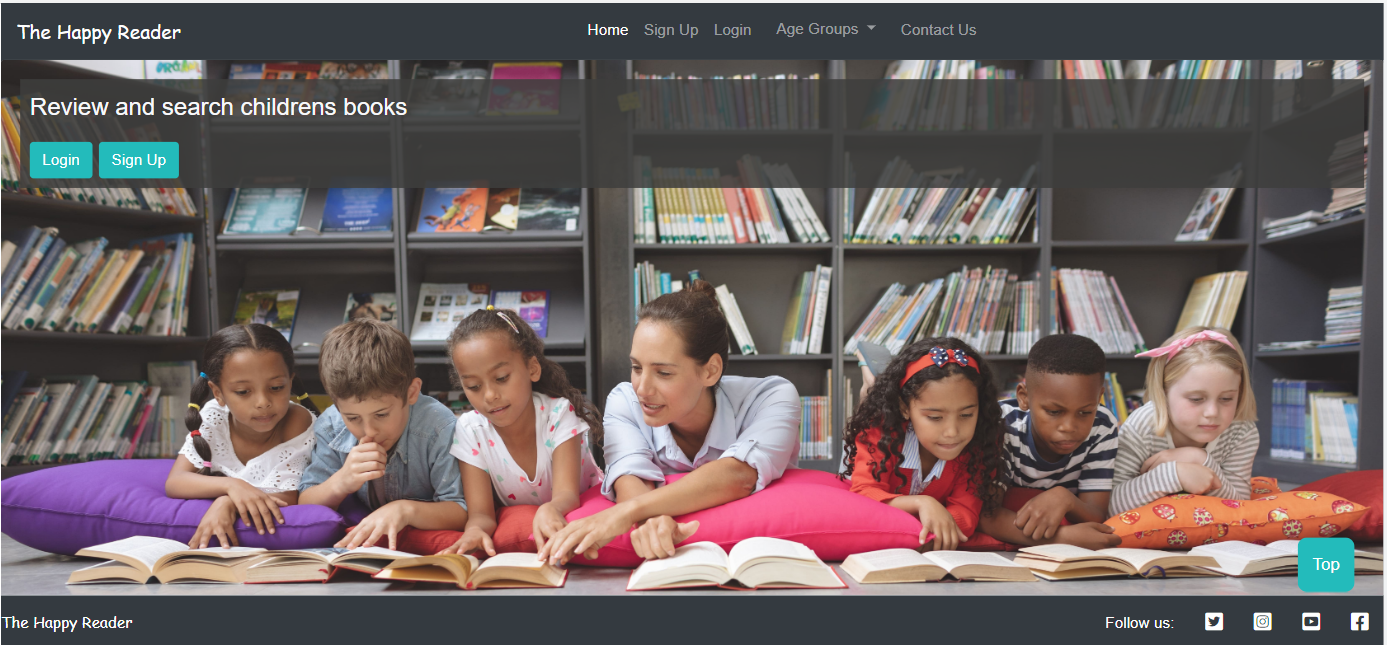 The Happy Reader
Home Sign Up Login Age Groups Contact Us
Review and search childrens books
Login Sign Up
Top
The Happy Reader
Follow us: